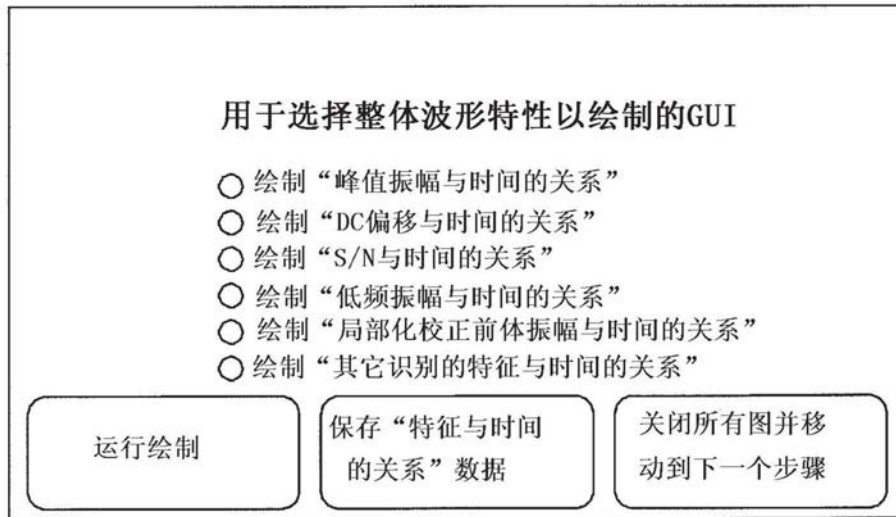 用于选择整体波形特性以绘制的GUI
绘制“峰值振幅与时间的关系”
绘制“DC偏移与时间的关系”
绘制“S/N与时间的关系”
绘制“低频振幅与时间的关系”
绘制“局部化校正前体振幅与时间的关系”
绘制“其它识别的特征与时间的关系”
运行绘制
保存“特征与时间
的关系”数据
关闭所有图并移
动到下一个步骤